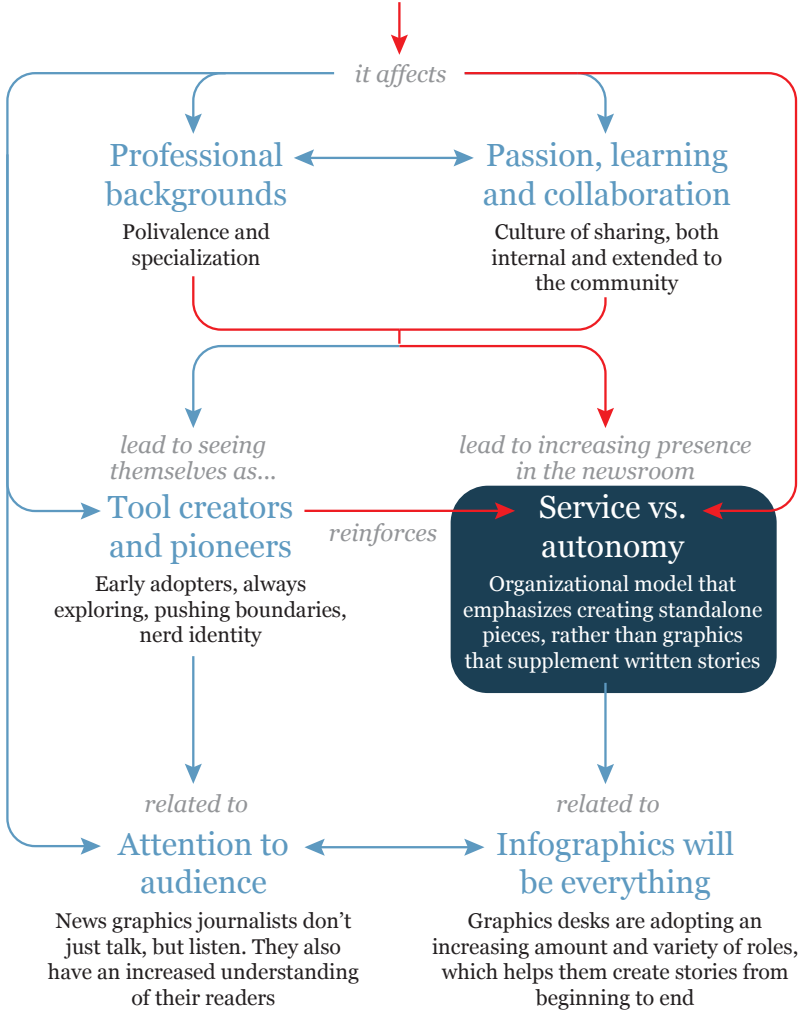 it affects
Professional
backgrounds
Polivalence and
specialization
Passion, learning
and collaboration
Culture of sharing, both
internal and extended to
the community
lead to seeing
themselves as...
Tool creators
and pioneers
Early adopters, always
exploring, pushing boundaries,
nerd identity
reinforces
lead to increasing presence
in the newsroom
Service vs.
autonomy
Organizational model that
emphasizes creating standalone
pieces, rather than graphics
that supplement written stories
related to
Attention to
audience
News graphics journalists don’t
just talk, but listen. They also
have an increased understanding
of their readers
related to
Infographics will
be everything
Graphics desks are adopting an
increasing amount and variety of roles,
which helps them create stories from
beginning to end